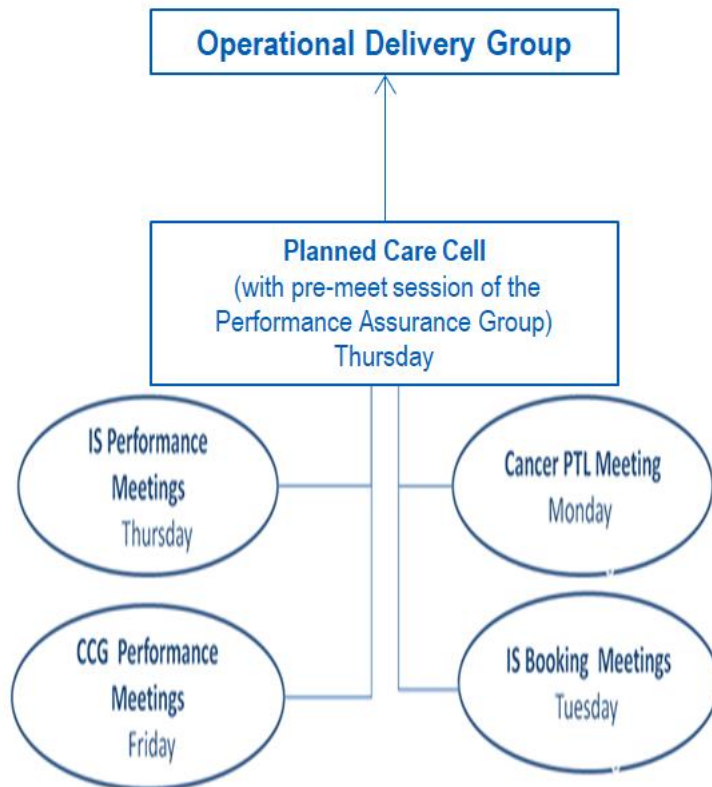 Operational Delivery Group
Planned Care Cell
(with pre-meet session of the
Performance Assurance Group)
Thursday
IS Performance
Meetings
Thursday
Cancer PTL Meeting
Monday
CCG Performance
Meetings
Friday
IS Booking Meetings
Tuesday